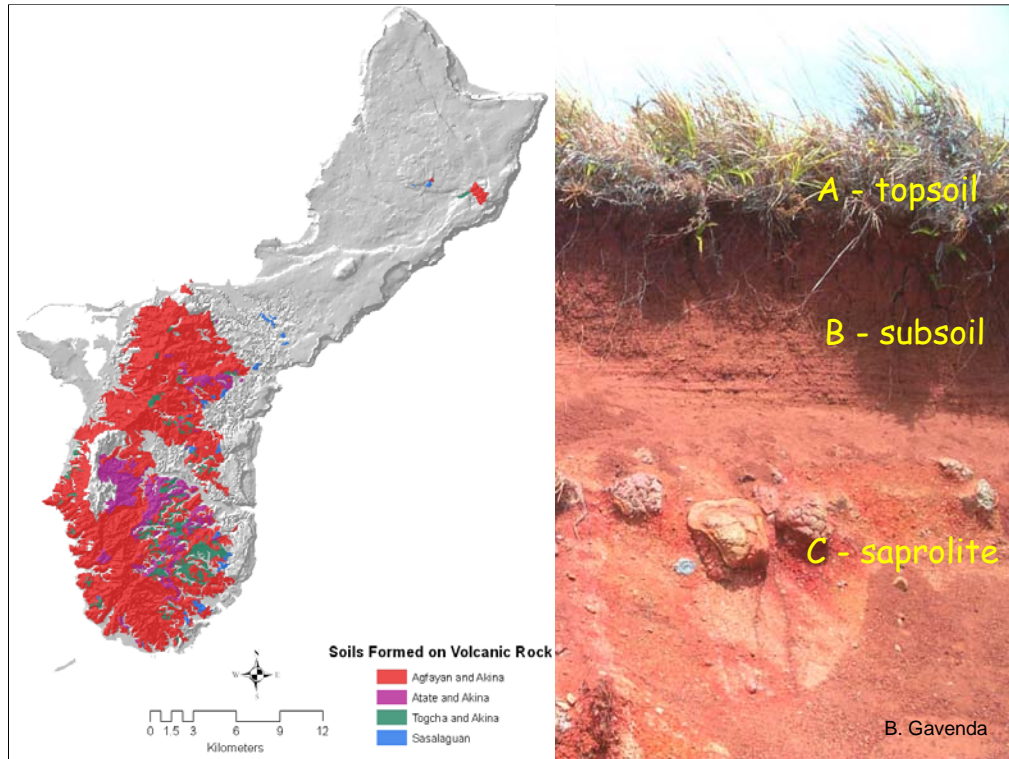 Soils Formed on Volcanic Rock
Agfayan and Akina
Atate and Akina
Togcha and Akina
Sasalaguan
N
W E
S
0 1.5 3 6 9 12
Kilometers
A - topsoil
B - subsoil
C - saprolite
B. Gavenda